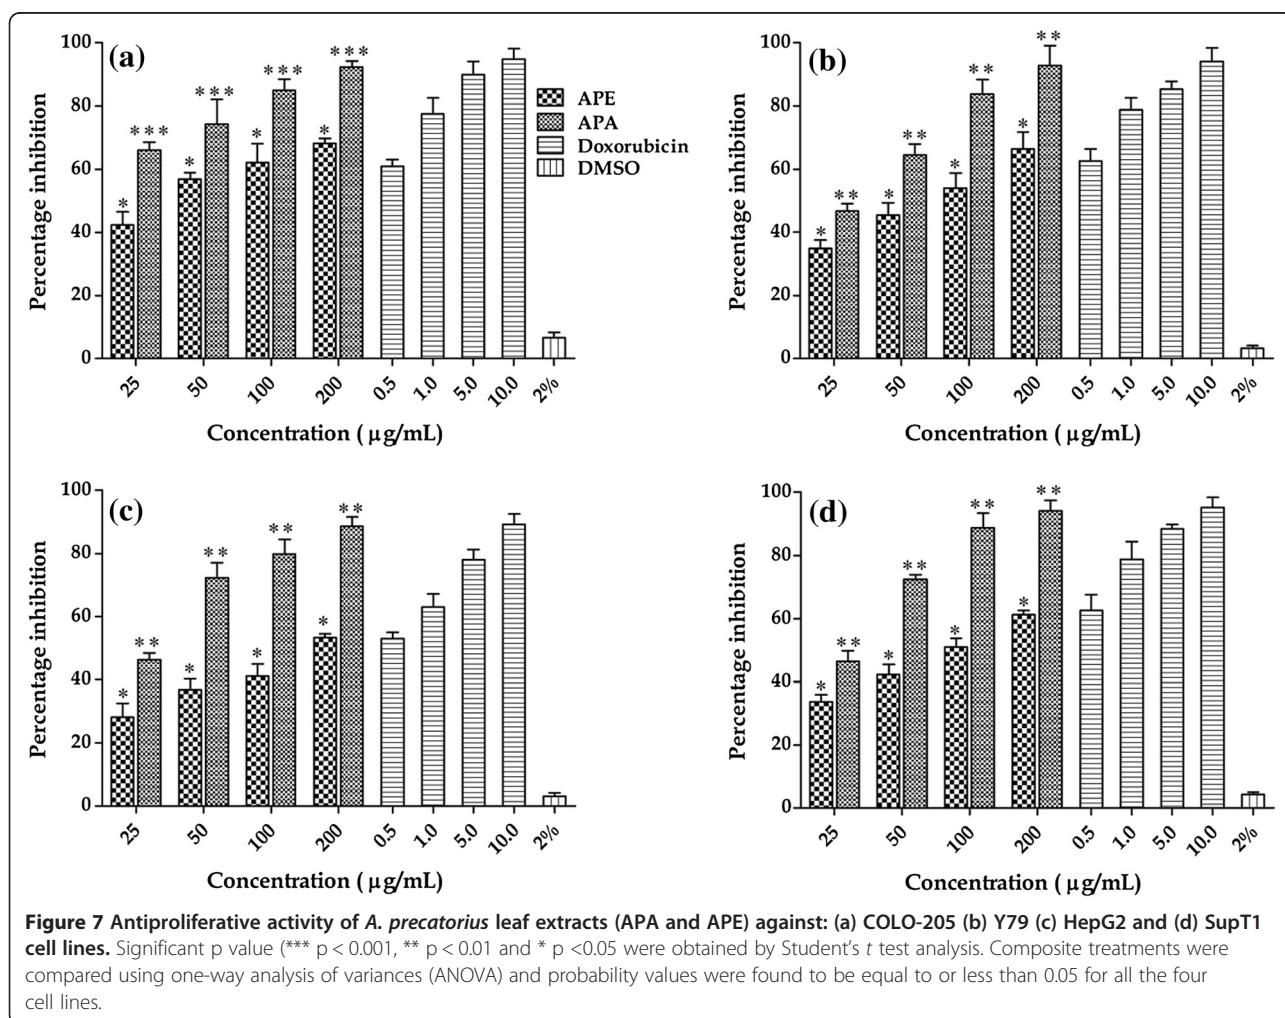 (a)
100
80
60
40
20
0
Percentage inhibition
* *** * *** * *** * ***
25 50 100 200 0.5 1.0 5.0 10.0 2%
Concentration ( μg/mL)
APE
APA
Doxorubicin
DMSO
(b)
100
80
60
40
20
0
Percentage inhibition
* ** * ** * ** * **
25 50 100 200 0.5 1.0 5.0 10.0 2%
Concentration ( μg/mL)
(c)
100
80
60
40
20
0
Percentage inhibition
* ** * ** * ** * **
25 50 100 200 0.5 1.0 5.0 10.0 2%
Concentration ( μg/mL)
(d)
100
80
60
40
20
0
Percentage inhibition
* ** * ** * ** * **
25 50 100 200 0.5 1.0 5.0 10.0 2%
Concentration ( μg/mL)
Figure 7 Antiproliferative activity of A. precatorius leaf extracts (APA and APE) against: (a) COLO-205 (b) Y79 (c) HepG2 and (d) SupT1
cell lines. Significant p value (*** p < 0.001, ** p < 0.01 and * p <0.05 were obtained by Student's t test analysis. Composite treatments were
compared using one-way analysis of variances (ANOVA) and probability values were found to be equal to or less than 0.05 for all the four
cell lines.